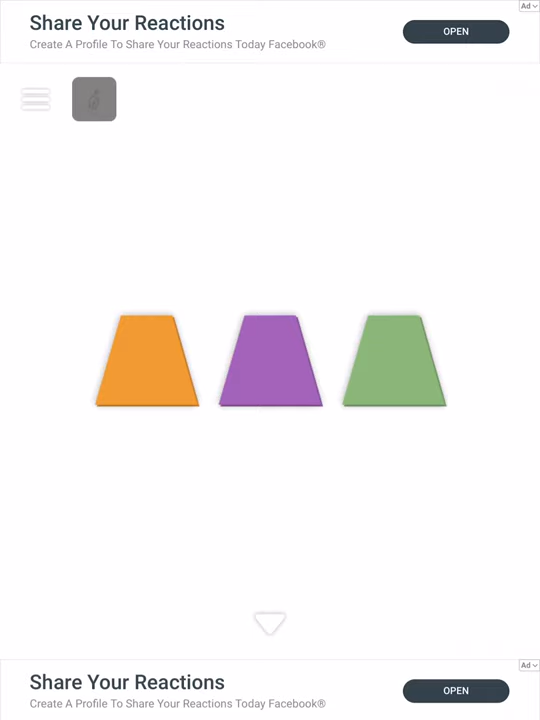 Ad
Share Your Reactions
Create A Profile To Share Your Reactions Today Facebook®
OPEN
Ad
Share Your Reactions
Create A Profile To Share Your Reactions Today Facebook®
OPEN